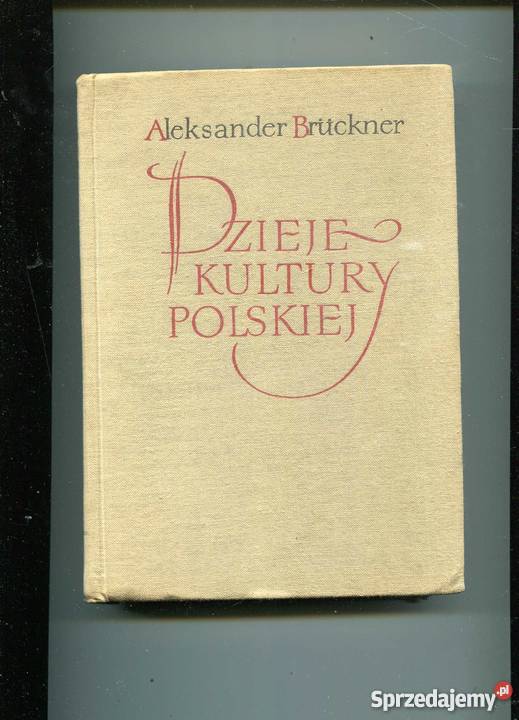 Aleksander Brückner
DZIEJE
KULTURY
POLSKIEJ
Sprzedajemy.pl